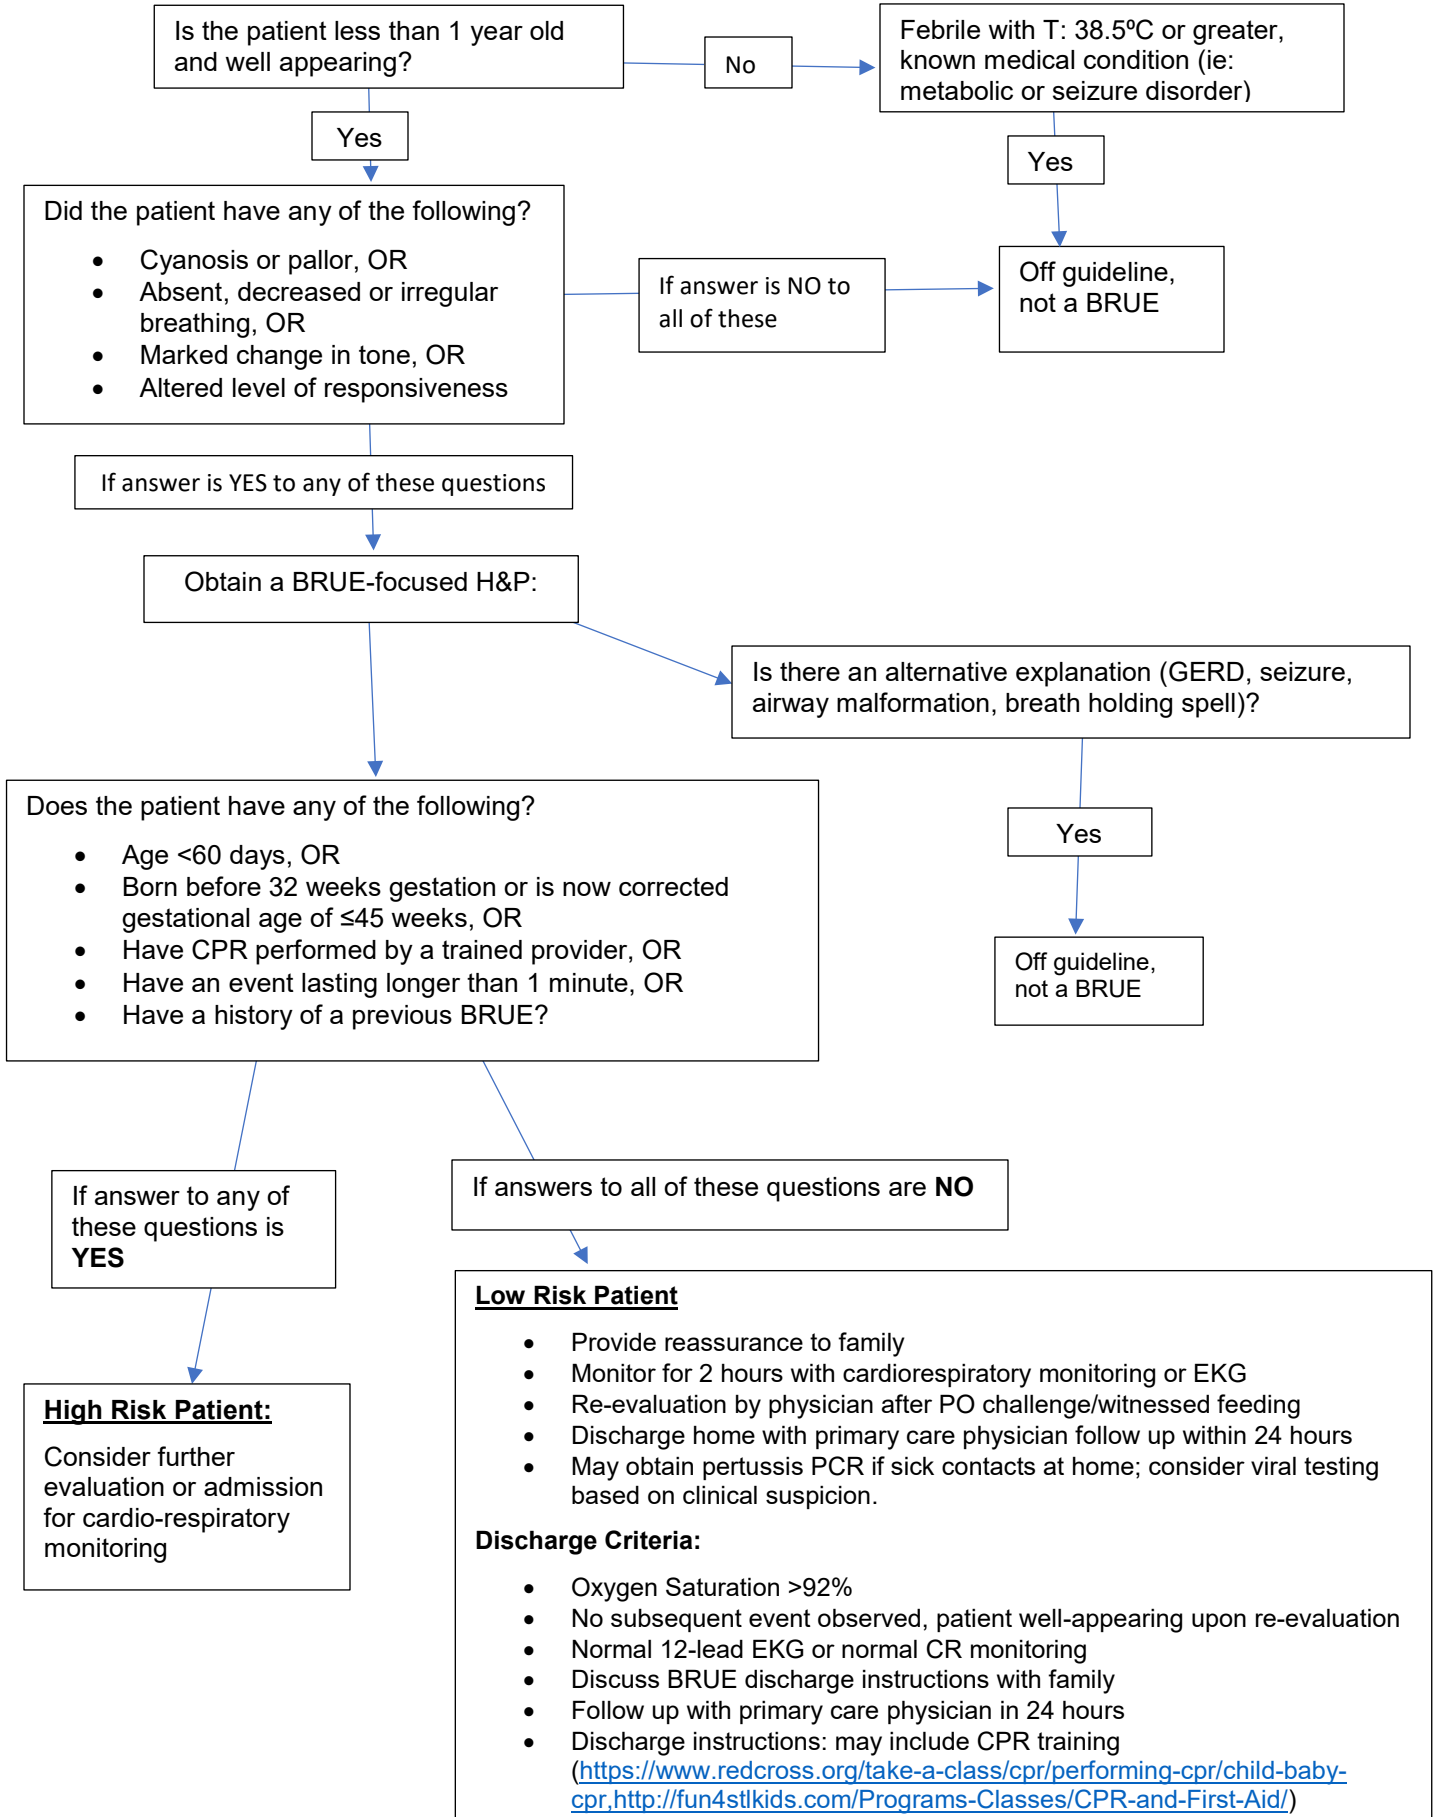 Is the patient less than 1 year old
and well appearing?
No
Febrile with T: 38.5ºC or greater,
known medical condition (ie:
metabolic or seizure disorder)
Yes
Yes
Did the patient have any of the following?
• Cyanosis or pallor, OR
• Absent, decreased or irregular
breathing, OR
• Marked change in tone, OR
• Altered level of responsiveness
If answer is NO to
all of these
Off guideline,
not a BRUE
If answer is YES to any of these questions
Obtain a BRUE-focused H&P:
Is there an alternative explanation (GERD, seizure,
airway malformation, breath holding spell)?
Yes
Off guideline,
not a BRUE
Does the patient have any of the following?
• Age <60 days, OR
• Born before 32 weeks gestation or is now corrected
gestational age of ≤45 weeks, OR
• Have CPR performed by a trained provider, OR
• Have an event lasting longer than 1 minute, OR
• Have a history of a previous BRUE?
If answer to any of
these questions is
YES
If answers to all of these questions are NO
High Risk Patient:
Consider further
evaluation or admission
for cardio-respiratory
monitoring
Low Risk Patient
• Provide reassurance to family
• Monitor for 2 hours with cardiorespiratory monitoring or EKG
• Re-evaluation by physician after PO challenge/witnessed feeding
• Discharge home with primary care physician follow up within 24 hours
• May obtain pertussis PCR if sick contacts at home; consider viral testing
based on clinical suspicion.
Discharge Criteria:
• Oxygen Saturation >92%
• No subsequent event observed, patient well-appearing upon re-evaluation
• Normal 12-lead EKG or normal CR monitoring
• Discuss BRUE discharge instructions with family
• Follow up with primary care physician in 24 hours
• Discharge instructions: may include CPR training
(https://www.redcross.org/take-a-class/cpr/performing-cpr/child-baby-
cpr,http://fun4stlkids.com/Programs-Classes/CPR-and-First-Aid/)